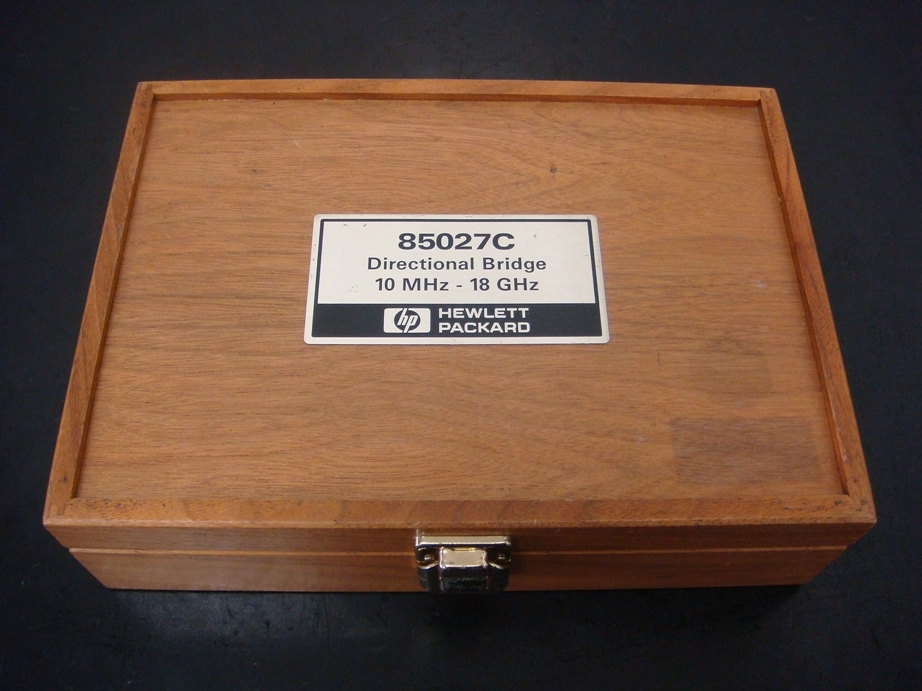 85027C
Directional Bridge
10 MHz - 18 GHz
hp HEWLETT
PACKARD